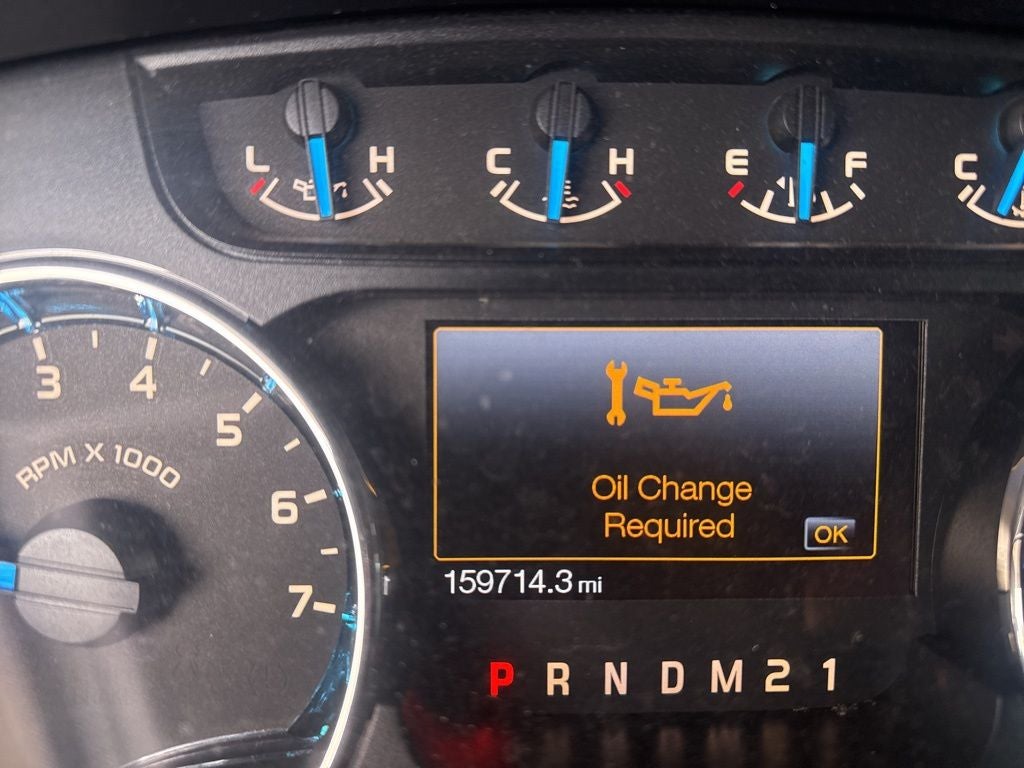 L H C H E F C
3 4 5 6 7
RPM X 1000
Oil Change
Required
OK
159714.3 mi
P R N D M 2 1